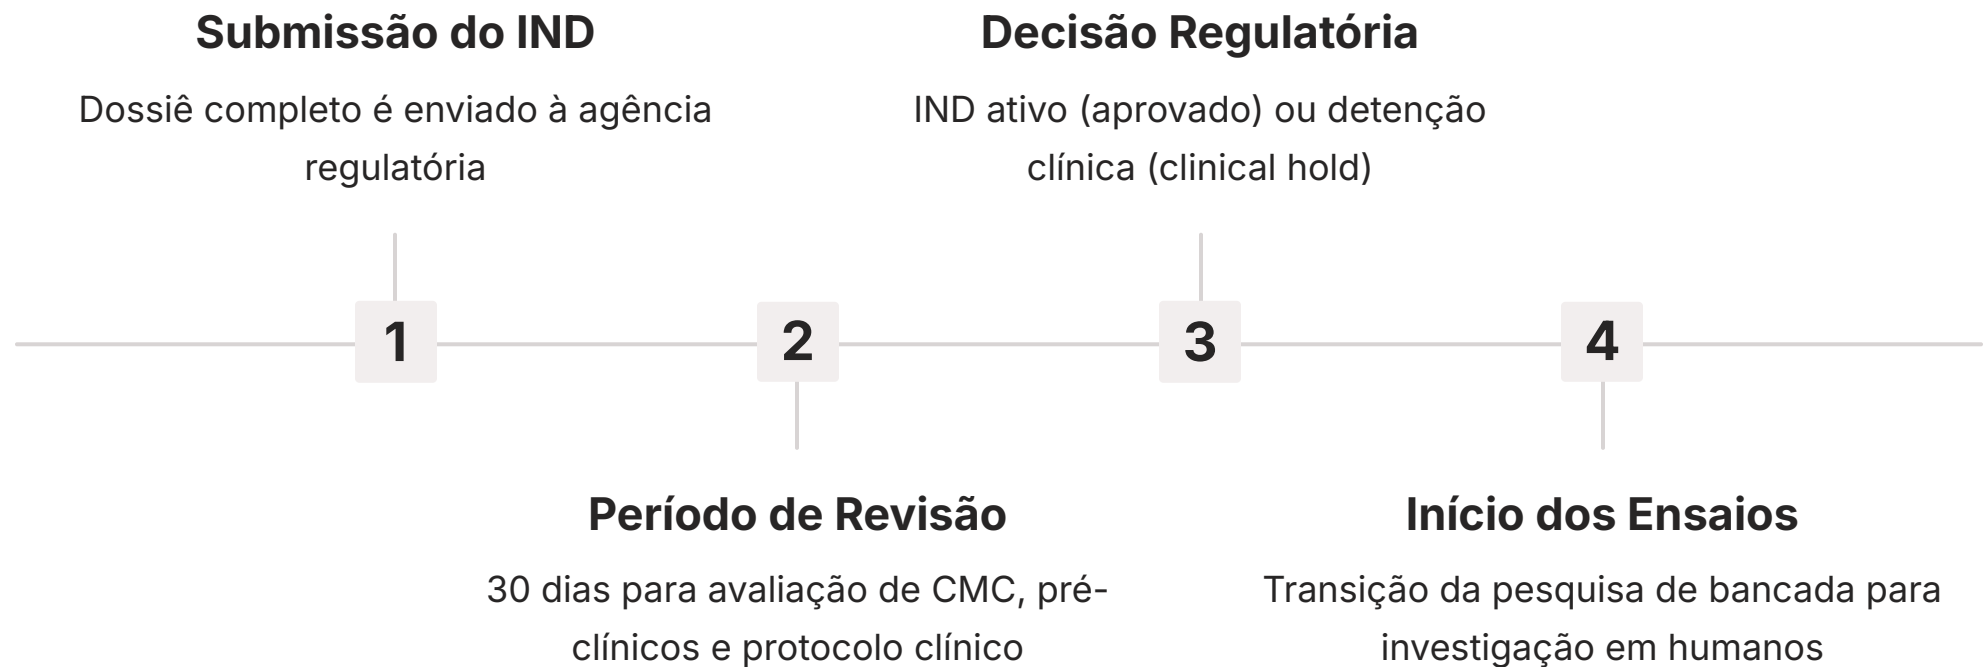 Submissão do IND
Dossiê completo é enviado à agência
regulatória
1
Período de Revisão
30 dias para avaliação de CMC, pré-
clínicos e protocolo clínico
2
Decisão Regulatória
IND ativo (aprovado) ou detenção
clínica (clinical hold)
3
Início dos Ensaios
Transição da pesquisa de bancada para
investigação em humanos
4